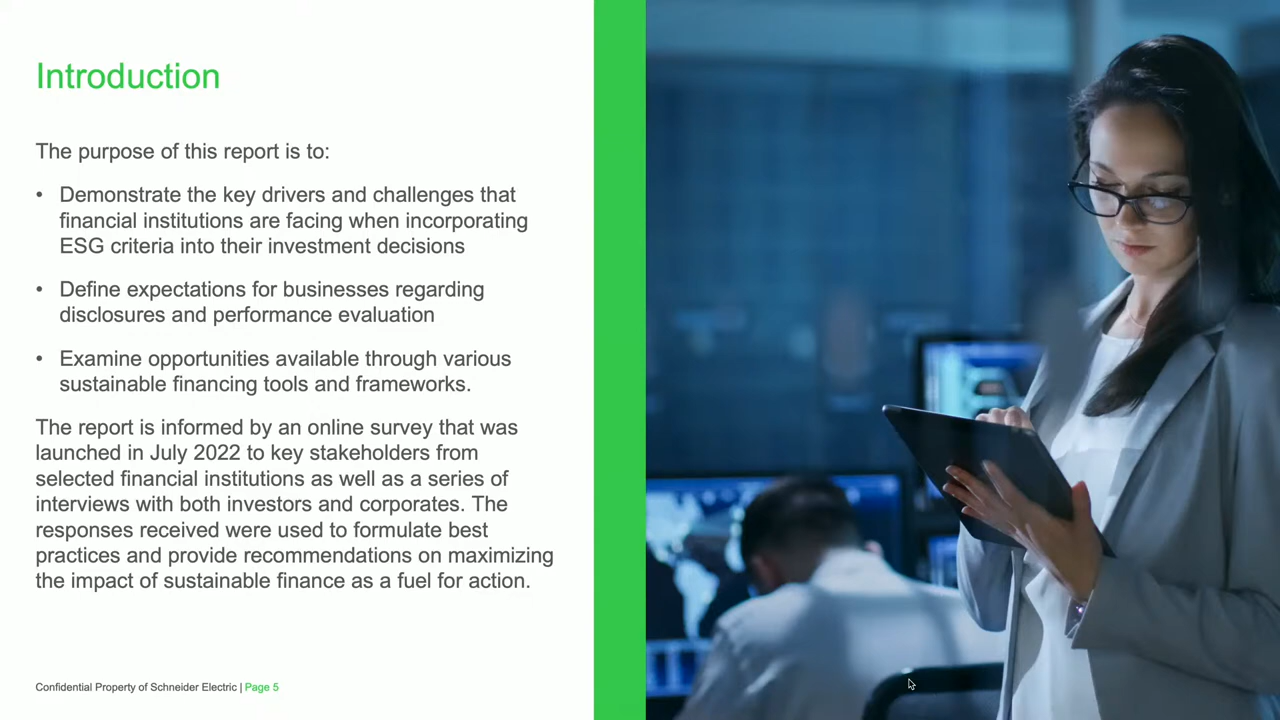 Introduction
The purpose of this report is to:
• Demonstrate the key drivers and challenges that
financial institutions are facing when incorporating
ESG criteria into their investment decisions
• Define expectations for businesses regarding
disclosures and performance evaluation
• Examine opportunities available through various
sustainable financing tools and frameworks.
The report is informed by an online survey that was
launched in July 2022 to key stakeholders from
selected financial institutions as well as a series of
interviews with both investors and corporates. The
responses received were used to formulate best
practices and provide recommendations on maximizing
the impact of sustainable finance as a fuel for action.
Confidential Property of Schneider Electric | Page 5